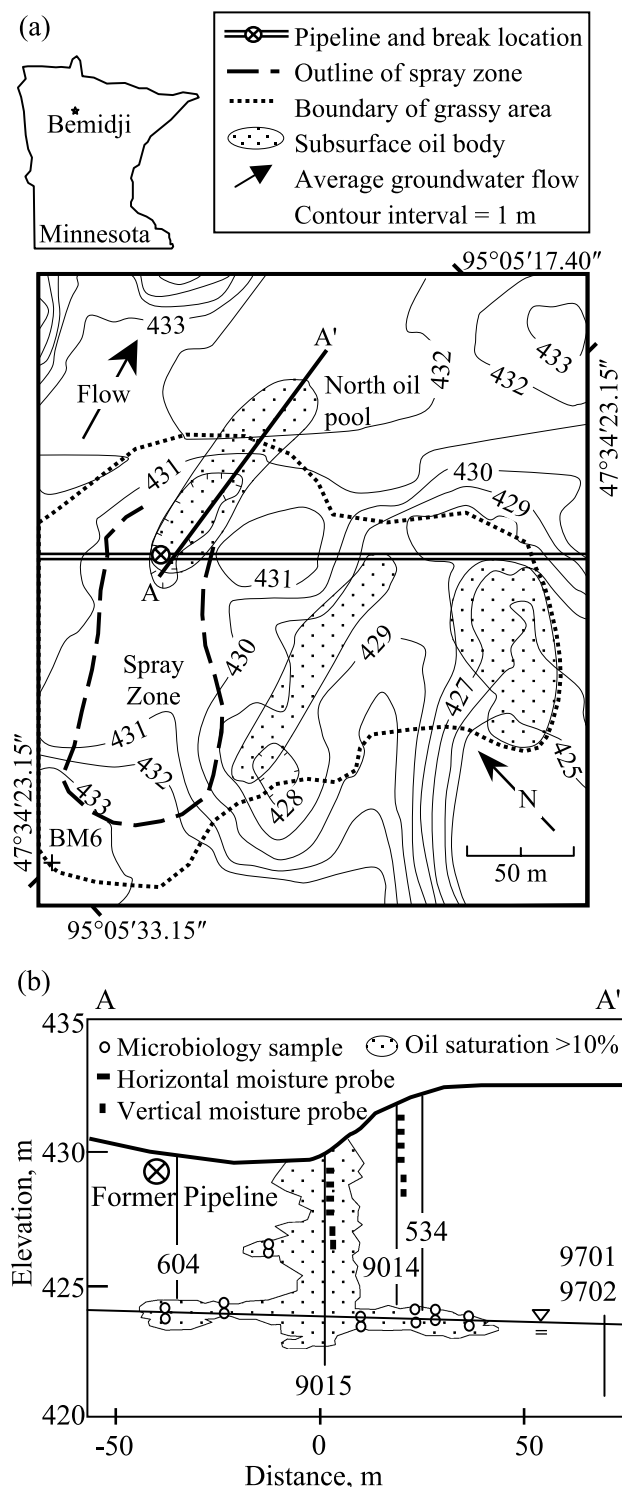 (a)
Pipeline and break location
Outline of spray zone
Boundary of grassy area
Subsurface oil body
Average groundwater flow
Contour interval = 1 m
Bemidji
Minnesota
95°05′17.40″
433
A'
432
433
432
Flow
North oil
pool
47°34′23.15″
431
430
429
A
431
430
429
Spray
Zone
427
431
432
425
433
428
47°34′23.15″
BM6
N
50 m
95°05′33.15″
(b)
A
A'
435
Microbiology sample
Oil saturation >10%
Horizontal moisture probe
Vertical moisture probe
430
Former Pipeline
534
604
9014
9701
9702
425
9015
420
Elevation, m
-50
0
50
Distance, m